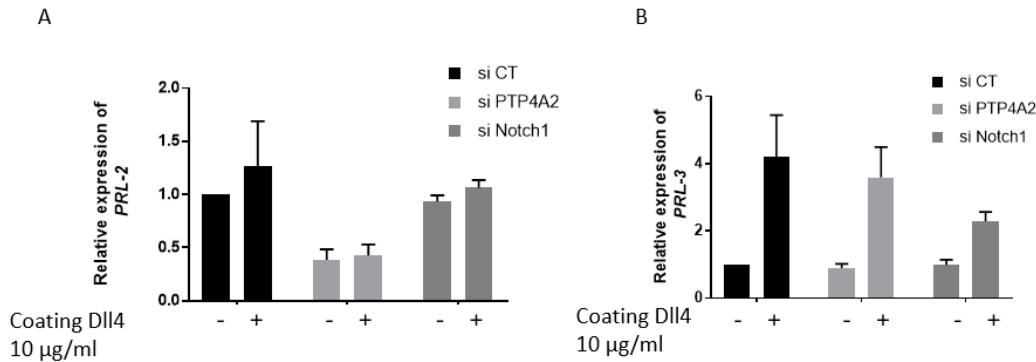 A
Relative expression of
PRL-2
2.0
1.5
1.0
0.5
0.0
si CT
si PTP4A2
si Notch1
Coating Dll4
10 µg/ml
- + - + - +
B
Relative expression of
PRL-3
6
4
2
0
si CT
si PTP4A2
si Notch1
Coating Dll4
10 µg/ml
- + - + - +